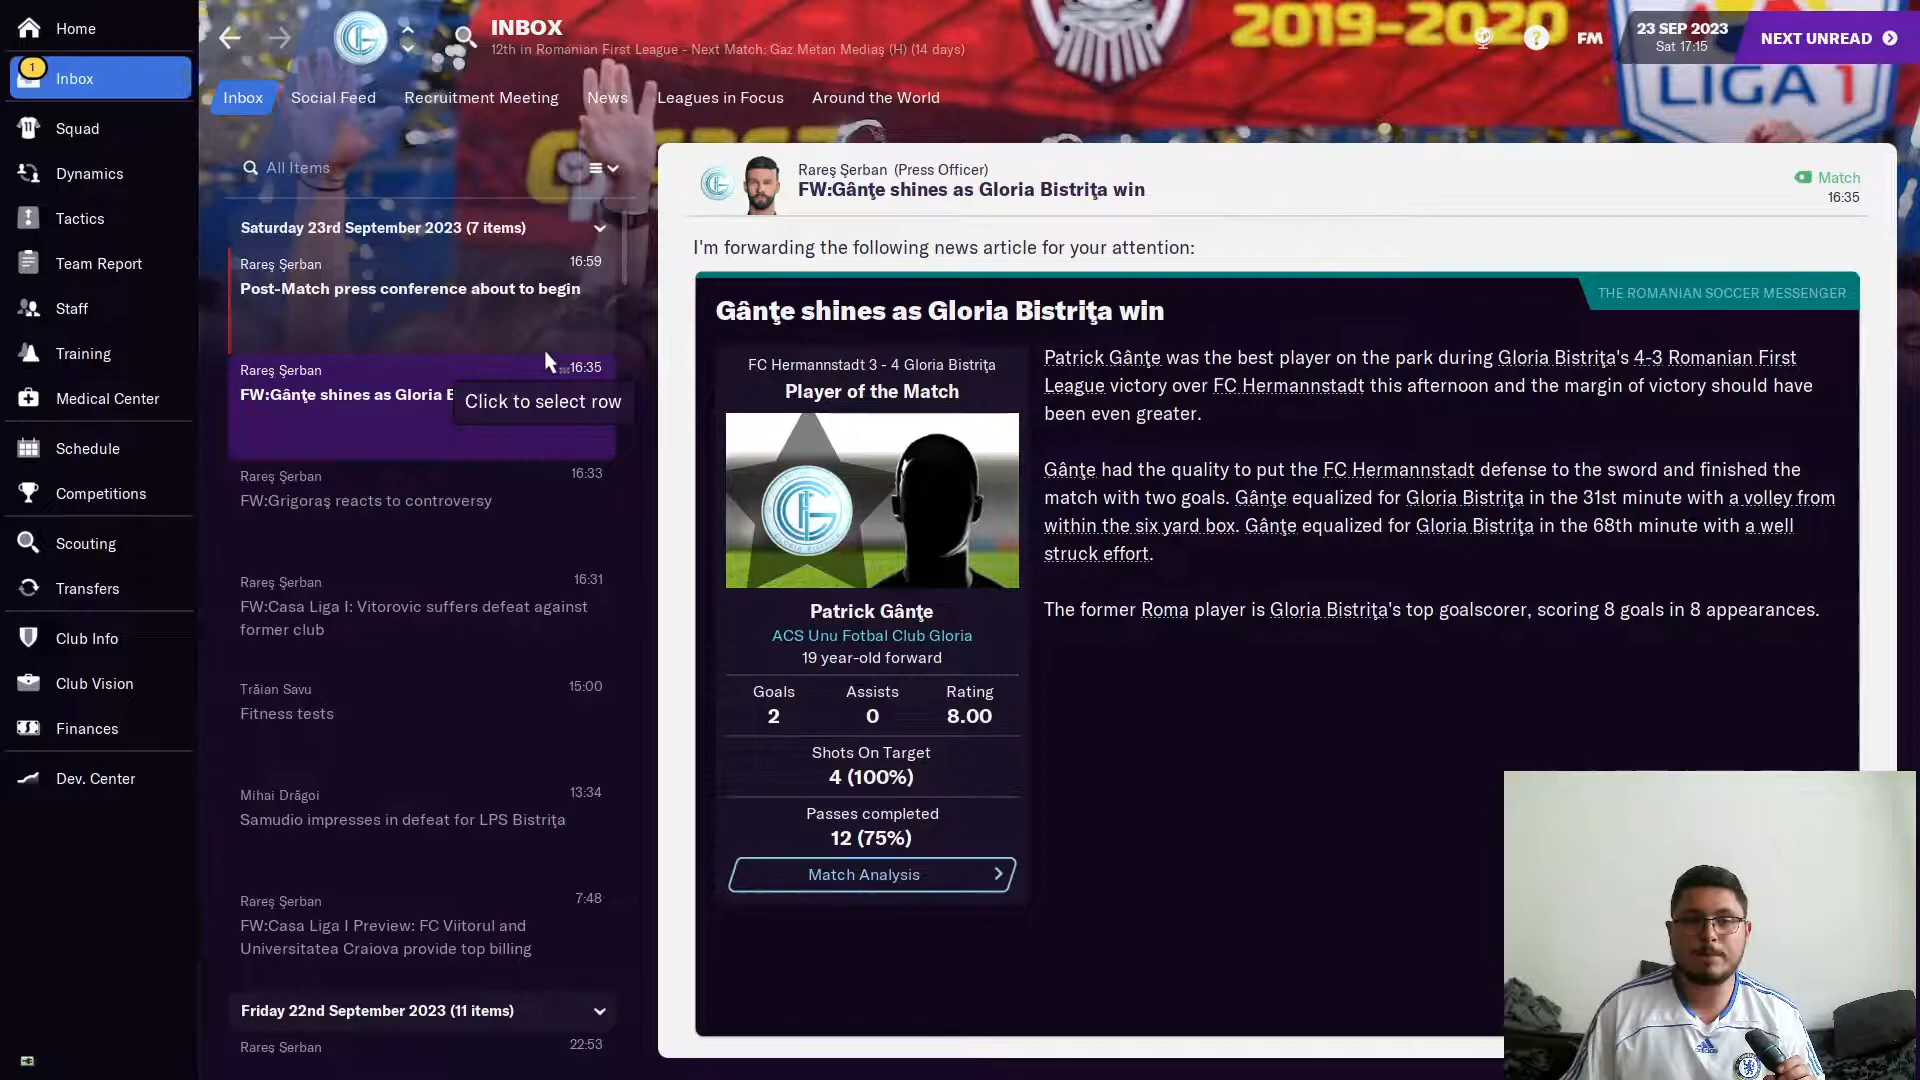 Home
Inbox
1
Squad
Dynamics
Tactics
Team Report
Staff
Training
Medical Center
Schedule
Competitions
Scouting
Transfers
Club Info
Club Vision
Finances
Dev. Center
INBOX
12th in Romanian First League - Next Match: Gaz Metan Mediaş (H) (14 days)
2019-2020
LIGA 1
FM
23 SEP 2023
Sat 17:15
NEXT UNREAD
Inbox
Social Feed
Recruitment Meeting
News
Leagues in Focus
Around the World
All Items
Saturday 23rd September 2023 (7 items)
Rareş Şerban
16:59
Post-Match press conference about to begin
Rareş Şerban
16:35
FW:Gânţe shines as Gloria B
Click to select row
Rareş Şerban
16:33
FW:Grigoraş reacts to controversy
Rareş Şerban
16:31
FW:Casa Liga I: Vitorovic suffers defeat against
former club
Trăian Savu
15:00
Fitness tests
Mihai Drăgoi
13:34
Samudio impresses in defeat for LPS Bistriţa
Rareş Şerban
7:48
FW:Casa Liga I Preview: FC Viitorul and
Universitatea Craiova provide top billing
Friday 22nd September 2023 (11 items)
Rareş Şerban
22:53
Rareş Şerban (Press Officer)
FW:Gânţe shines as Gloria Bistriţa win
Match
16:35
I'm forwarding the following news article for your attention:
THE ROMANIAN SOCCER MESSENGER
Gânţe shines as Gloria Bistriţa win
FC Hermannstadt 3 - 4 Gloria Bistriţa
Player of the Match
Patrick Gânţe
ACS Unu Fotbal Club Gloria
19 year-old forward
Goals
Assists
Rating
2
0
8.00
Shots On Target
4 (100%)
Passes completed
12 (75%)
Match Analysis
Patrick Gânţe was the best player on the park during Gloria Bistriţa's 4-3 Romanian First
League victory over FC Hermannstadt this afternoon and the margin of victory should have
been even greater.
Gânţe had the quality to put the FC Hermannstadt defense to the sword and finished the
match with two goals. Gânţe equalized for Gloria Bistriţa in the 31st minute with a volley from
within the six yard box. Gânţe equalized for Gloria Bistriţa in the 68th minute with a well
struck effort.
The former Roma player is Gloria Bistriţa's top goalscorer, scoring 8 goals in 8 appearances.
adidas